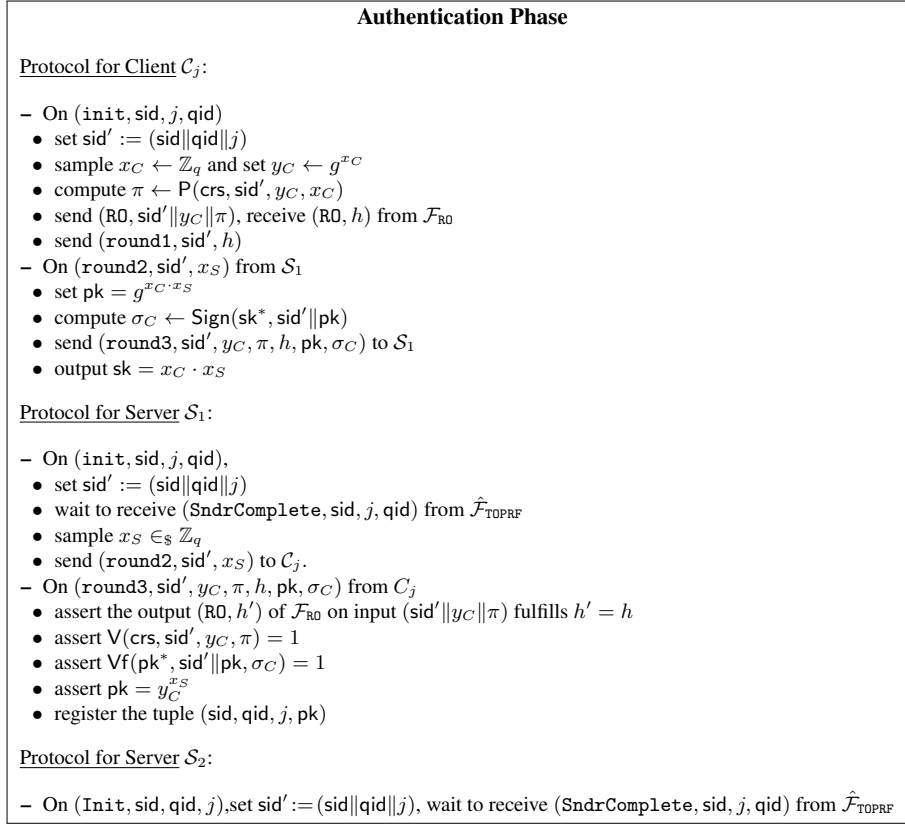 Authentication Phase
Protocol for Client 𝒞ⱼ:
– On (init, sid, j, qid)
• set sid′ := (sid‖qid‖j)
• sample x_C ← ℤ_q and set y_C ← g^{x_C}
• compute π ← P(crs, sid′, y_C, x_C)
• send (RO, sid′‖y_C‖π), receive (RO, h) from ℱ_RO
• send (round1, sid′, h)
– On (round2, sid′, x_S) from 𝒮₁
• set pk = g^{x_C·x_S}
• compute σ_C ← Sign(sk*, sid′‖pk)
• send (round3, sid′, y_C, π, h, pk, σ_C) to 𝒮₁
• output sk = x_C · x_S
Protocol for Server 𝒮₁:
– On (init, sid, j, qid),
• set sid′ := (sid‖qid‖j)
• wait to receive (SndrComplete, sid, j, qid) from ℱ̂_TOPRF
• sample x_S ∈_$ ℤ_q
• send (round2, sid′, x_S) to 𝒞ⱼ.
– On (round3, sid′, y_C, π, h, pk, σ_C) from Cⱼ
• assert the output (RO, h′) of ℱ_RO on input (sid′‖y_C‖π) fulfills h′ = h
• assert V(crs, sid′, y_C, π) = 1
• assert Vf(pk*, sid′‖pk, σ_C) = 1
• assert pk = y_C^{x_S}
• register the tuple (sid, qid, j, pk)
Protocol for Server 𝒮₂:
– On (Init, sid, qid, j),set sid′ :=(sid‖qid‖j), wait to receive (SndrComplete, sid, j, qid) from ℱ̂_TOPRF